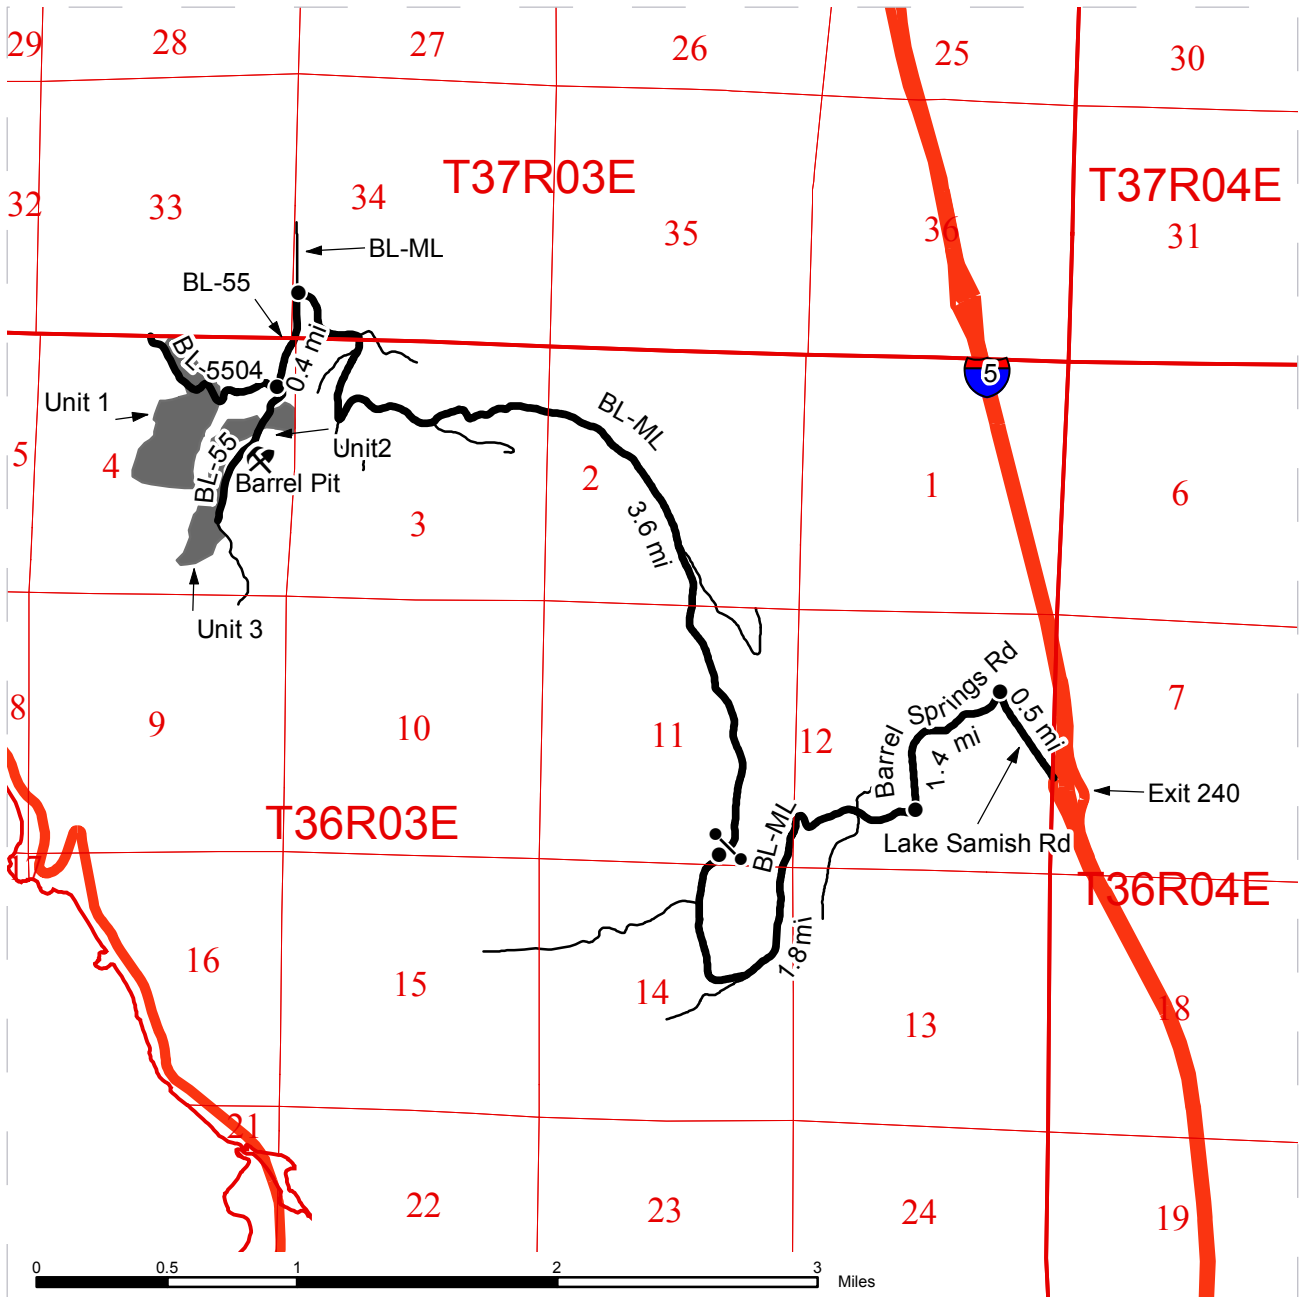 29
28
27
26
25
30
T37R03E
T37R04E
32
33
34
35
36
31
BL-ML
BL-55
0.4 mi
BL-5504
5
Unit 1
BL-ML
Unit2
5
4
BL-55
Barrel Pit
2
1
6
3
3.6 mi
Unit 3
Barrel Springs Rd
0.5 mi
8
9
10
11
12
7
1.4 mi
Exit 240
T36R03E
BL-ML
Lake Samish Rd
17
T36R04E
16
15
14
1.8mi
13
18
21
22
23
24
19
0
0.5
1
2
3
Miles